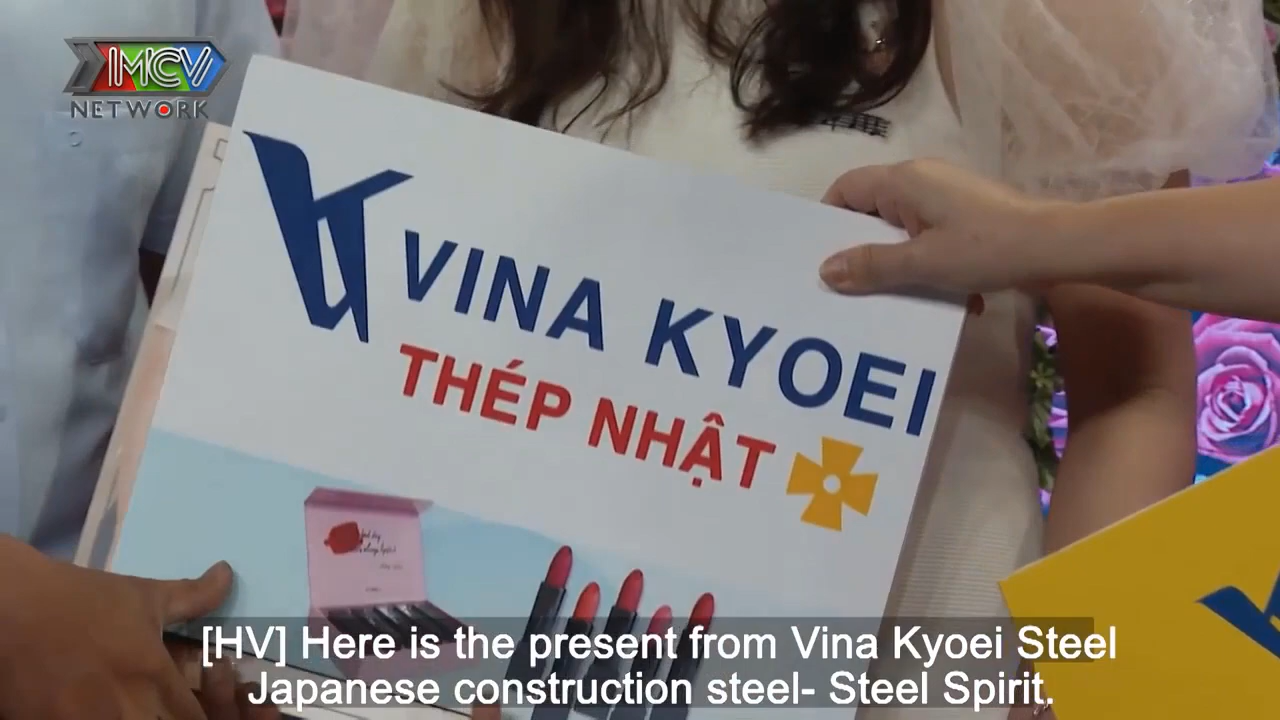 MCV
NETWORK
VINA KYOEI
THÉP NHẬT
[HV] Here is the present from Vina Kyoei Steel
Japanese construction steel- Steel Spirit.